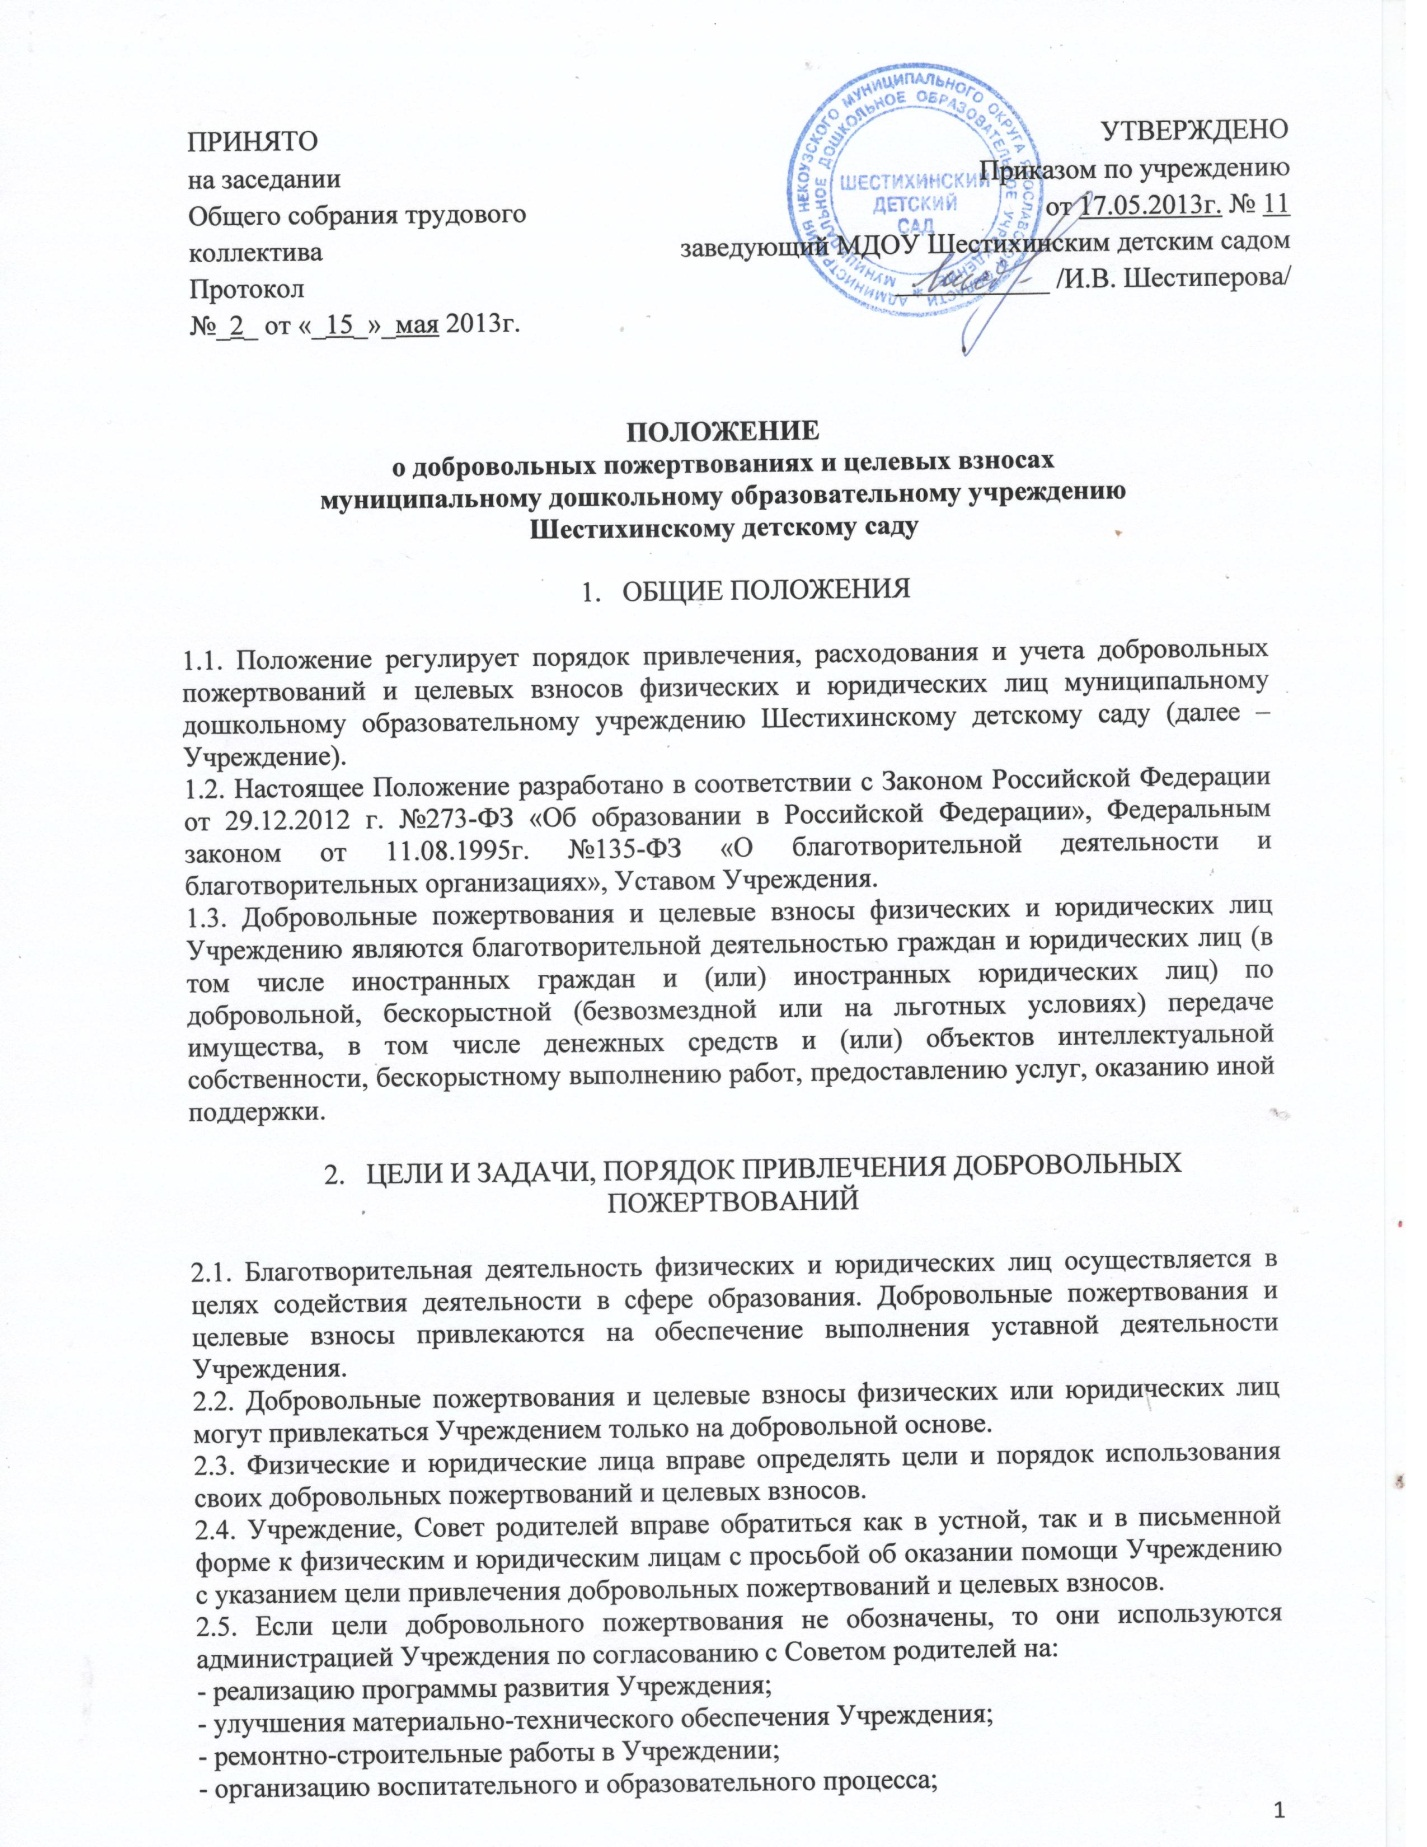 ПРИНЯТО
на заседании
Общего собрания трудового
коллектива
Протокол
№_2_ от «_15_»_мая 2013г.
УТВЕРЖДЕНО
Приказом по учреждению
от 17.05.2013г. № 11
заведующий МДОУ Шестихинским детским садом
____________ /И.В. Шестиперова/
АДМИНИСТРАЦИЯ НЕКОУЗСКОГО МУНИЦИПАЛЬНОГО ОКРУГА ЯРОСЛАВСКОЙ ОБЛАСТИ
МУНИЦИПАЛЬНОЕ ДОШКОЛЬНОЕ ОБРАЗОВАТЕЛЬНОЕ УЧРЕЖДЕНИЕ
ШЕСТИХИНСКИЙ
ДЕТСКИЙ
САД
ПОЛОЖЕНИЕ
о добровольных пожертвованиях и целевых взносах
муниципальному дошкольному образовательному учреждению
Шестихинскому детскому саду
1. ОБЩИЕ ПОЛОЖЕНИЯ
1.1. Положение регулирует порядок привлечения, расходования и учета добровольных
пожертвований и целевых взносов физических и юридических лиц муниципальному
дошкольному образовательному учреждению Шестихинскому детскому саду (далее –
Учреждение).
1.2. Настоящее Положение разработано в соответствии с Законом Российской Федерации
от 29.12.2012 г. №273-ФЗ «Об образовании в Российской Федерации», Федеральным
законом от 11.08.1995г. №135-ФЗ «О благотворительной деятельности и
благотворительных организациях», Уставом Учреждения.
1.3. Добровольные пожертвования и целевые взносы физических и юридических лиц
Учреждению являются благотворительной деятельностью граждан и юридических лиц (в
том числе иностранных граждан и (или) иностранных юридических лиц) по
добровольной, бескорыстной (безвозмездной или на льготных условиях) передаче
имущества, в том числе денежных средств и (или) объектов интеллектуальной
собственности, бескорыстному выполнению работ, предоставлению услуг, оказанию иной
поддержки.
2. ЦЕЛИ И ЗАДАЧИ, ПОРЯДОК ПРИВЛЕЧЕНИЯ ДОБРОВОЛЬНЫХ
ПОЖЕРТВОВАНИЙ
2.1. Благотворительная деятельность физических и юридических лиц осуществляется в
целях содействия деятельности в сфере образования. Добровольные пожертвования и
целевые взносы привлекаются на обеспечение выполнения уставной деятельности
Учреждения.
2.2. Добровольные пожертвования и целевые взносы физических или юридических лиц
могут привлекаться Учреждением только на добровольной основе.
2.3. Физические и юридические лица вправе определять цели и порядок использования
своих добровольных пожертвований и целевых взносов.
2.4. Учреждение, Совет родителей вправе обратиться как в устной, так и в письменной
форме к физическим и юридическим лицам с просьбой об оказании помощи Учреждению
с указанием цели привлечения добровольных пожертвований и целевых взносов.
2.5. Если цели добровольного пожертвования не обозначены, то они используются
администрацией Учреждения по согласованию с Советом родителей на:
- реализацию программы развития Учреждения;
- улучшения материально-технического обеспечения Учреждения;
- ремонтно-строительные работы в Учреждении;
- организацию воспитательного и образовательного процесса;
1